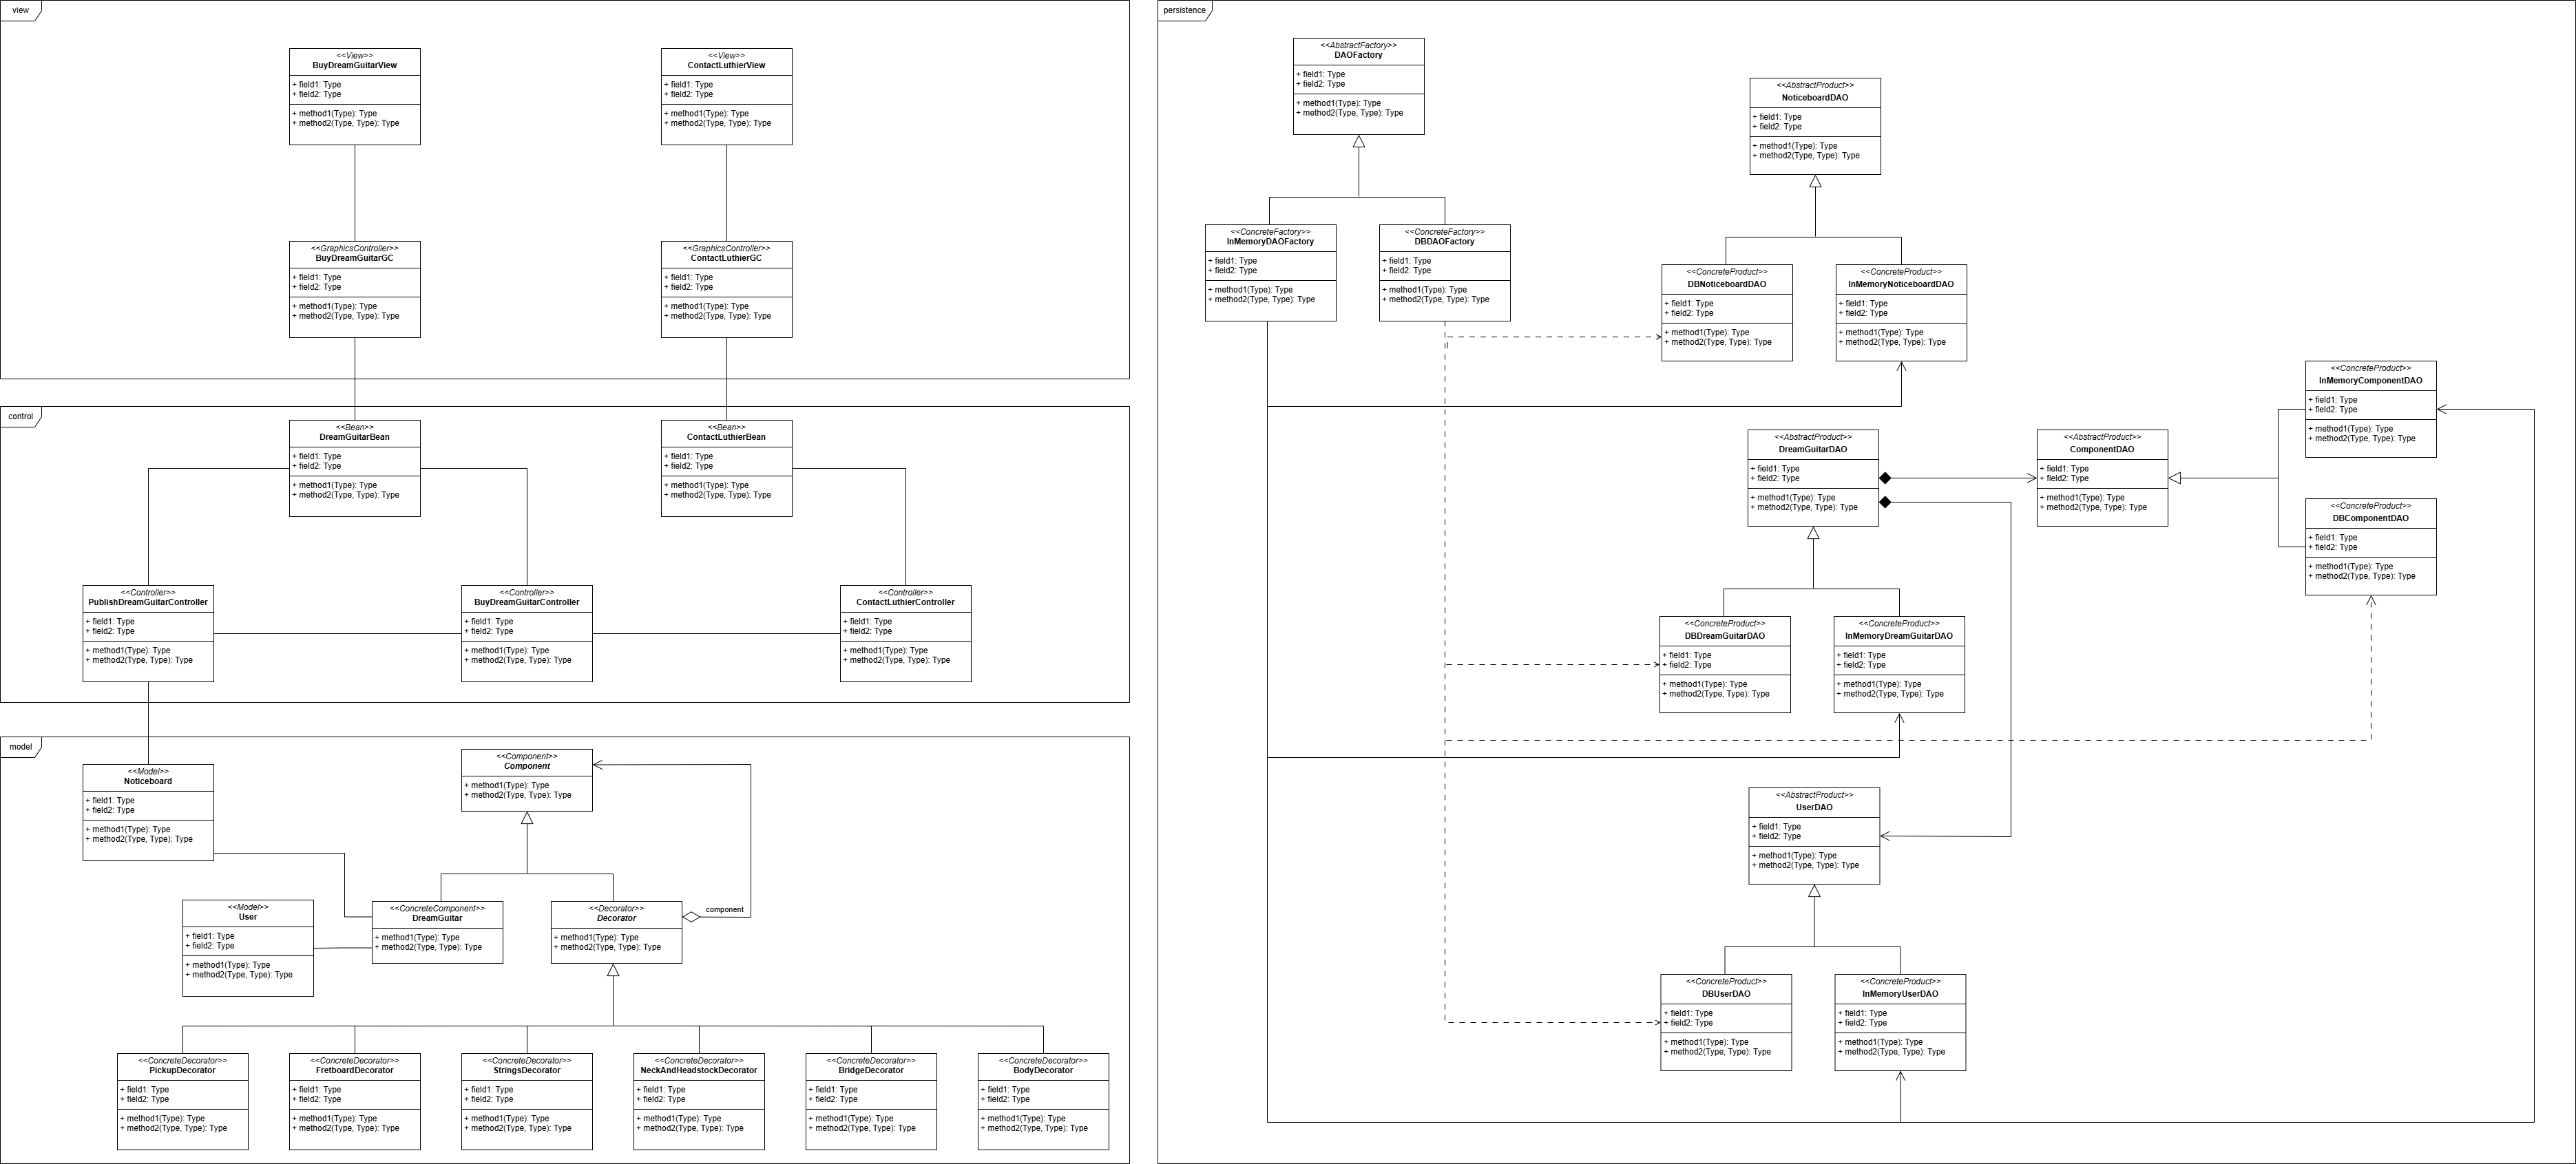 view
<<View>>
BuyDreamGuitarView
+ field1: Type
+ field2: Type
+ method1(Type): Type
+ method2(Type, Type): Type
<<View>>
ContactLuthierView
+ field1: Type
+ field2: Type
+ method1(Type): Type
+ method2(Type, Type): Type
<<GraphicsController>>
BuyDreamGuitarGC
+ field1: Type
+ field2: Type
+ method1(Type): Type
+ method2(Type, Type): Type
<<GraphicsController>>
ContactLuthierGC
+ field1: Type
+ field2: Type
+ method1(Type): Type
+ method2(Type, Type): Type
control
<<Bean>>
DreamGuitarBean
+ field1: Type
+ field2: Type
+ method1(Type): Type
+ method2(Type, Type): Type
<<Bean>>
ContactLuthierBean
+ field1: Type
+ field2: Type
+ method1(Type): Type
+ method2(Type, Type): Type
<<Controller>>
PublishDreamGuitarController
+ field1: Type
+ field2: Type
+ method1(Type): Type
+ method2(Type, Type): Type
<<Controller>>
BuyDreamGuitarController
+ field1: Type
+ field2: Type
+ method1(Type): Type
+ method2(Type, Type): Type
<<Controller>>
ContactLuthierController
+ field1: Type
+ field2: Type
+ method1(Type): Type
+ method2(Type, Type): Type
model
<<Model>>
Noticeboard
+ field1: Type
+ field2: Type
+ method1(Type): Type
+ method2(Type, Type): Type
<<Component>>
Component
+ method1(Type): Type
+ method2(Type, Type): Type
<<Model>>
User
+ field1: Type
+ field2: Type
+ method1(Type): Type
+ method2(Type, Type): Type
<<ConcreteComponent>>
DreamGuitar
+ method1(Type): Type
+ method2(Type, Type): Type
<<Decorator>>
Decorator
+ method1(Type): Type
+ method2(Type, Type): Type
component
<<ConcreteDecorator>>
PickupDecorator
+ field1: Type
+ field2: Type
+ method1(Type): Type
+ method2(Type, Type): Type
<<ConcreteDecorator>>
FretboardDecorator
+ field1: Type
+ field2: Type
+ method1(Type): Type
+ method2(Type, Type): Type
<<ConcreteDecorator>>
StringsDecorator
+ field1: Type
+ field2: Type
+ method1(Type): Type
+ method2(Type, Type): Type
<<ConcreteDecorator>>
NeckAndHeadstockDecorator
+ field1: Type
+ field2: Type
+ method1(Type): Type
+ method2(Type, Type): Type
<<ConcreteDecorator>>
BridgeDecorator
+ field1: Type
+ field2: Type
+ method1(Type): Type
+ method2(Type, Type): Type
<<ConcreteDecorator>>
BodyDecorator
+ field1: Type
+ field2: Type
+ method1(Type): Type
+ method2(Type, Type): Type
persistence
<<AbstractFactory>>
DAOFactory
+ field1: Type
+ field2: Type
+ method1(Type): Type
+ method2(Type, Type): Type
<<AbstractProduct>>
NoticeboardDAO
+ field1: Type
+ field2: Type
+ method1(Type): Type
+ method2(Type, Type): Type
<<ConcreteFactory>>
InMemoryDAOFactory
+ field1: Type
+ field2: Type
+ method1(Type): Type
+ method2(Type, Type): Type
<<ConcreteFactory>>
DBDAOFactory
+ field1: Type
+ field2: Type
+ method1(Type): Type
+ method2(Type, Type): Type
<<ConcreteProduct>>
DBNoticeboardDAO
+ field1: Type
+ field2: Type
+ method1(Type): Type
+ method2(Type, Type): Type
<<ConcreteProduct>>
InMemoryNoticeboardDAO
+ field1: Type
+ field2: Type
+ method1(Type): Type
+ method2(Type, Type): Type
<<ConcreteProduct>>
InMemoryComponentDAO
+ field1: Type
+ field2: Type
+ method1(Type): Type
+ method2(Type, Type): Type
<<AbstractProduct>>
DreamGuitarDAO
+ field1: Type
+ field2: Type
+ method1(Type): Type
+ method2(Type, Type): Type
<<AbstractProduct>>
ComponentDAO
+ field1: Type
+ field2: Type
+ method1(Type): Type
+ method2(Type, Type): Type
<<ConcreteProduct>>
DBComponentDAO
+ field1: Type
+ field2: Type
+ method1(Type): Type
+ method2(Type, Type): Type
<<ConcreteProduct>>
DBDreamGuitarDAO
+ field1: Type
+ field2: Type
+ method1(Type): Type
+ method2(Type, Type): Type
<<ConcreteProduct>>
InMemoryDreamGuitarDAO
+ field1: Type
+ field2: Type
+ method1(Type): Type
+ method2(Type, Type): Type
<<AbstractProduct>>
UserDAO
+ field1: Type
+ field2: Type
+ method1(Type): Type
+ method2(Type, Type): Type
<<ConcreteProduct>>
DBUserDAO
+ field1: Type
+ field2: Type
+ method1(Type): Type
+ method2(Type, Type): Type
<<ConcreteProduct>>
InMemoryUserDAO
+ field1: Type
+ field2: Type
+ method1(Type): Type
+ method2(Type, Type): Type